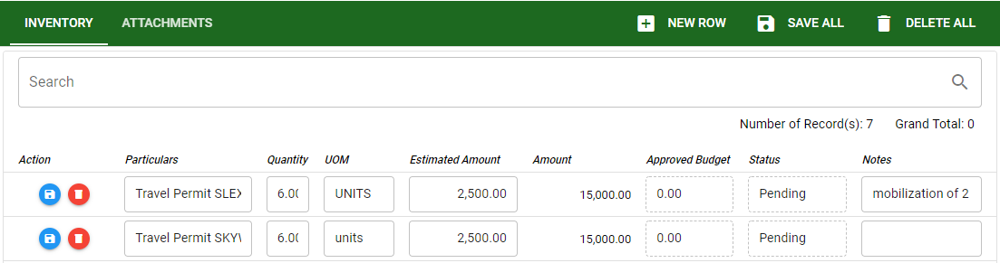 INVENTORY ATTACHMENTS NEW ROW SAVE ALL DELETE ALL
Search
Number of Record(s): 7 Grand Total: 0
Action Particulars Quantity UOM Estimated Amount Amount Approved Budget Status Notes
Travel Permit SLEX 6.00 UNITS 2,500.00 15,000.00 0.00 Pending mobilization of 2
Travel Permit SKY 6.00 units 2,500.00 15,000.00 0.00 Pending